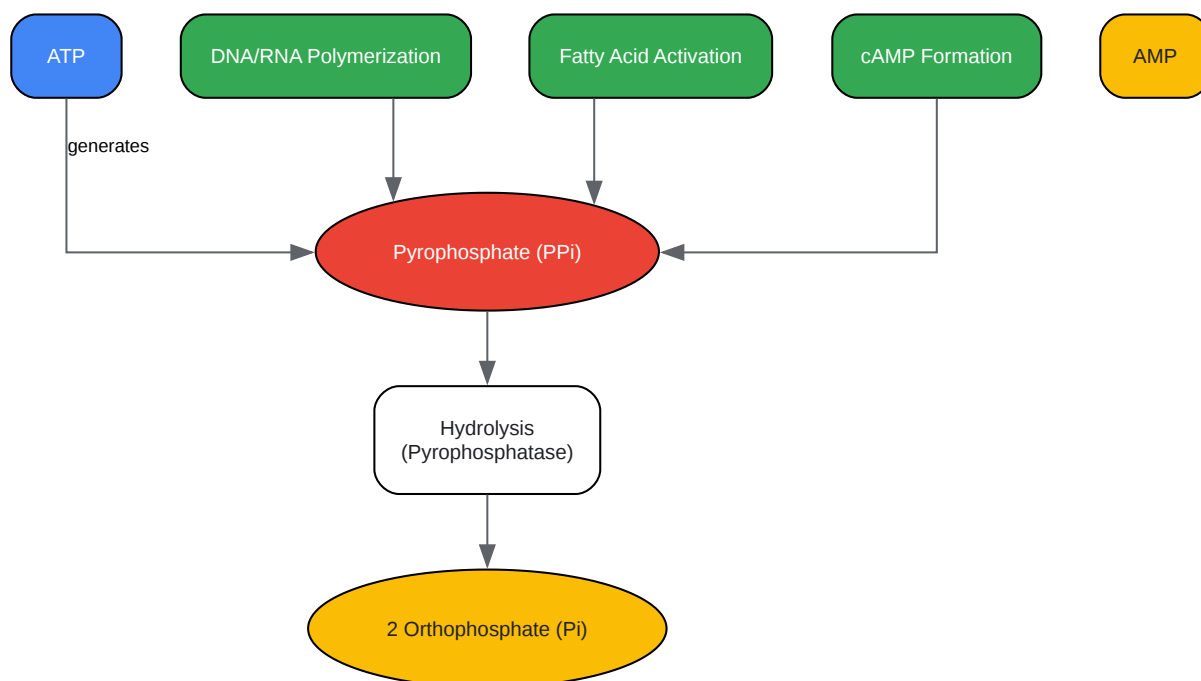 ATP
DNA/RNA Polymerization
Fatty Acid Activation
cAMP Formation
AMP
generates
Pyrophosphate (PPi)
Hydrolysis
(Pyrophosphatase)
2 Orthophosphate (Pi)